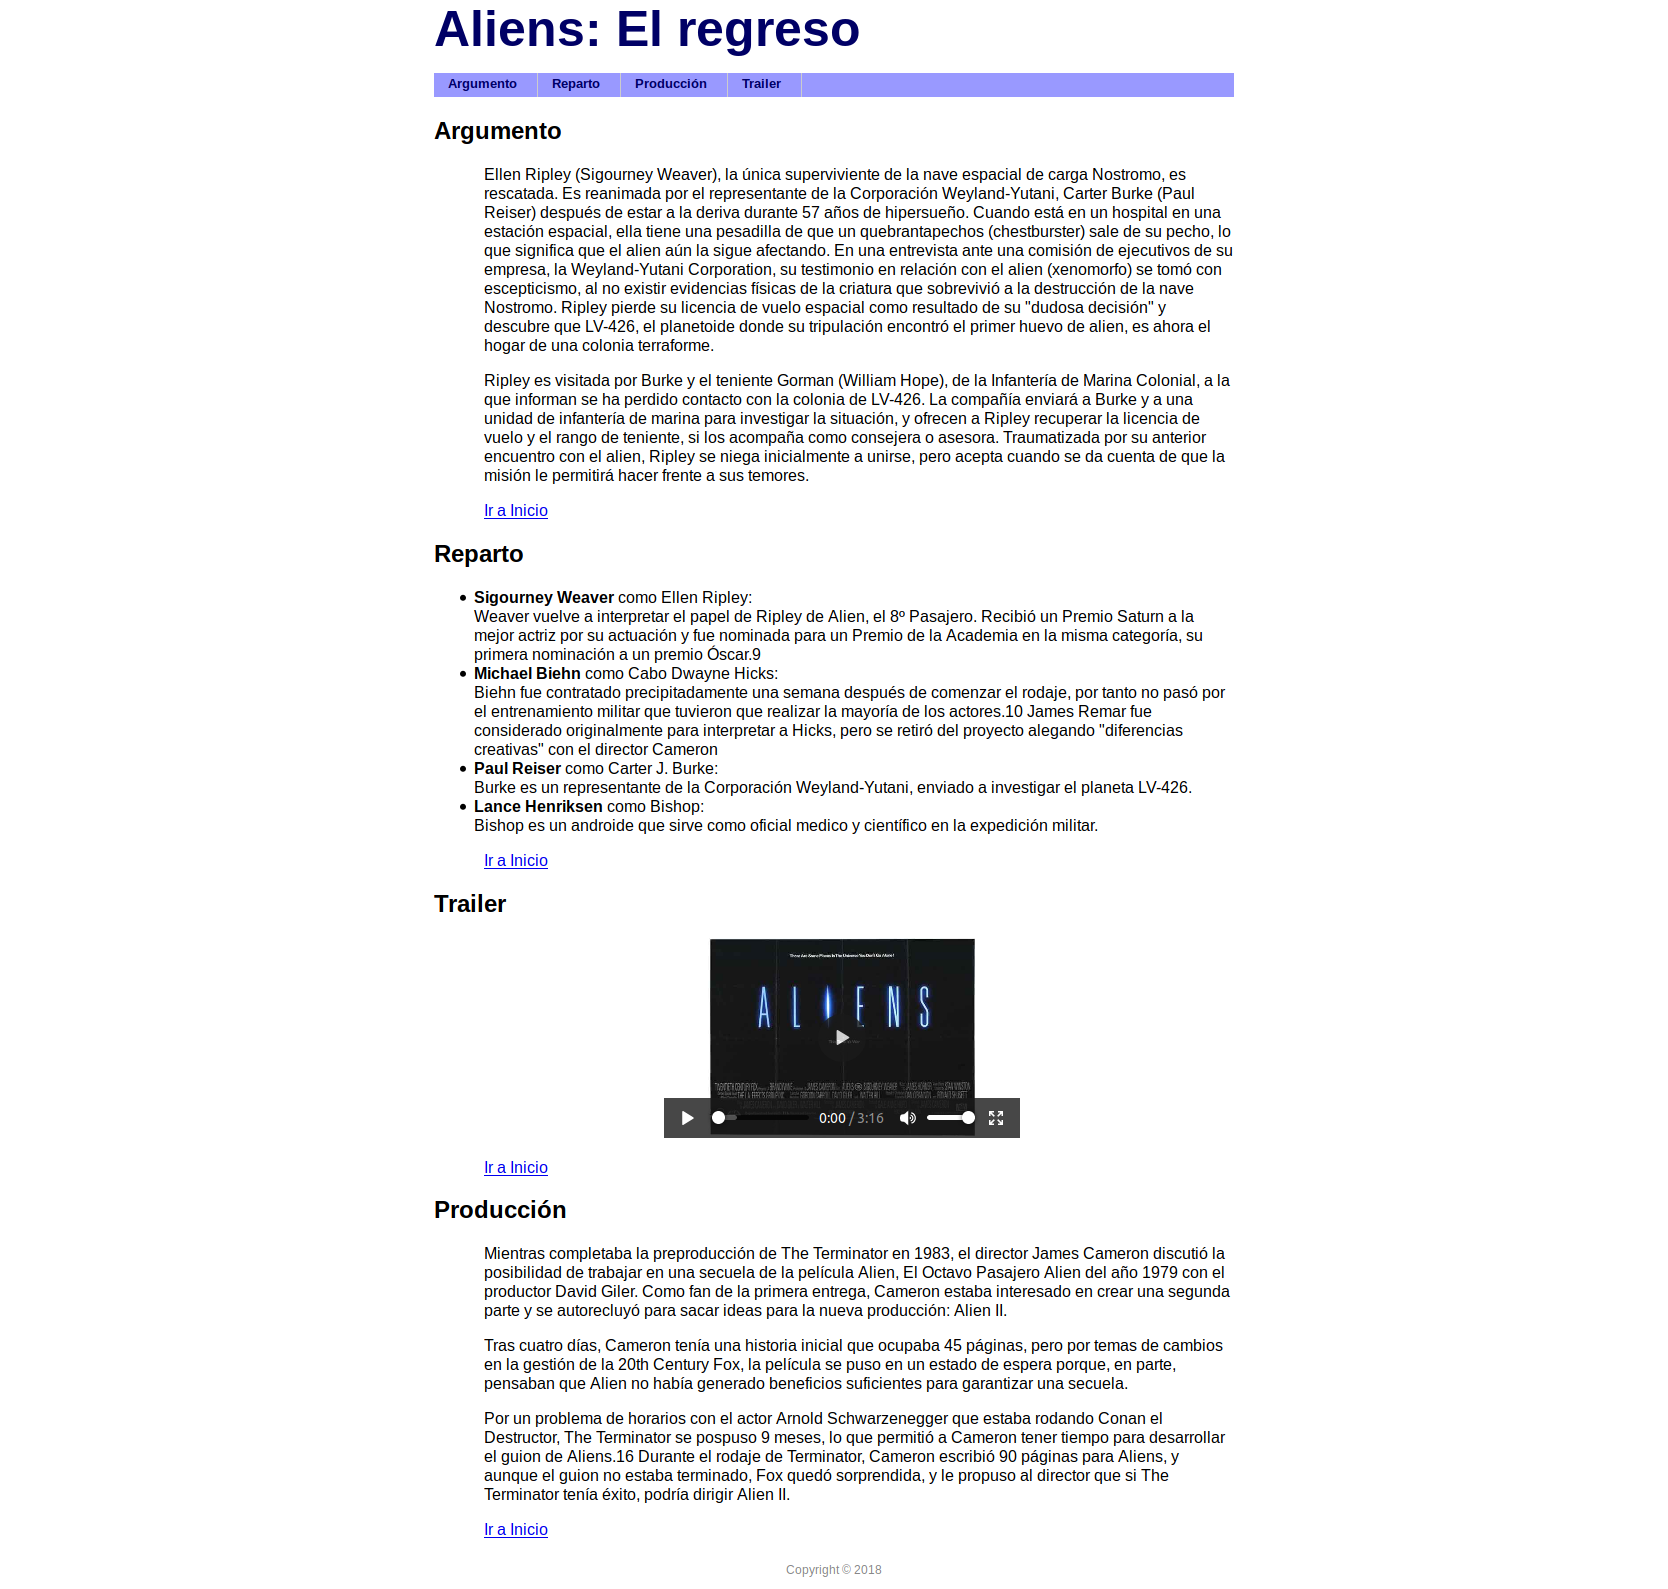 Aliens: El regreso
Argumento Reparto Producción Trailer
Argumento
Ellen Ripley (Sigourney Weaver), la única superviviente de la nave espacial de carga Nostromo, es
rescatada. Es reanimada por el representante de la Corporación Weyland-Yutani, Carter Burke (Paul
Reiser) después de estar a la deriva durante 57 años de hipersueño. Cuando está en un hospital en una
estación espacial, ella tiene una pesadilla de que un quebrantapechos (chestburster) sale de su pecho, lo
que significa que el alien aún la sigue afectando. En una entrevista ante una comisión de ejecutivos de su
empresa, la Weyland-Yutani Corporation, su testimonio en relación con el alien (xenomorfo) se tomó con
escepticismo, al no existir evidencias físicas de la criatura que sobrevivió a la destrucción de la nave
Nostromo. Ripley pierde su licencia de vuelo espacial como resultado de su "dudosa decisión" y
descubre que LV-426, el planetoide donde su tripulación encontró el primer huevo de alien, es ahora el
hogar de una colonia terraforme.
Ripley es visitada por Burke y el teniente Gorman (William Hope), de la Infantería de Marina Colonial, a la
que informan se ha perdido contacto con la colonia de LV-426. La compañía enviará a Burke y a una
unidad de infantería de marina para investigar la situación, y ofrecen a Ripley recuperar la licencia de
vuelo y el rango de teniente, si los acompaña como consejera o asesora. Traumatizada por su anterior
encuentro con el alien, Ripley se niega inicialmente a unirse, pero acepta cuando se da cuenta de que la
misión le permitirá hacer frente a sus temores.
Ir a Inicio
Reparto
Sigourney Weaver como Ellen Ripley:
Weaver vuelve a interpretar el papel de Ripley de Alien, el 8º Pasajero. Recibió un Premio Saturn a la
mejor actriz por su actuación y fue nominada para un Premio de la Academia en la misma categoría, su
primera nominación a un premio Óscar.9
Michael Biehn como Cabo Dwayne Hicks:
Biehn fue contratado precipitadamente una semana después de comenzar el rodaje, por tanto no pasó por
el entrenamiento militar que tuvieron que realizar la mayoría de los actores.10 James Remar fue
considerado originalmente para interpretar a Hicks, pero se retiró del proyecto alegando "diferencias
creativas" con el director Cameron
Paul Reiser como Carter J. Burke:
Burke es un representante de la Corporación Weyland-Yutani, enviado a investigar el planeta LV-426.
Lance Henriksen como Bishop:
Bishop es un androide que sirve como oficial medico y científico en la expedición militar.
Ir a Inicio
Trailer
There Are Some Places In The Universe You Don't Go Alone!
ALIENS
0:00 / 3:16
Ir a Inicio
Producción
Mientras completaba la preproducción de The Terminator en 1983, el director James Cameron discutió la
posibilidad de trabajar en una secuela de la película Alien, El Octavo Pasajero Alien del año 1979 con el
productor David Giler. Como fan de la primera entrega, Cameron estaba interesado en crear una segunda
parte y se autorecluyó para sacar ideas para la nueva producción: Alien II.
Tras cuatro días, Cameron tenía una historia inicial que ocupaba 45 páginas, pero por temas de cambios
en la gestión de la 20th Century Fox, la película se puso en un estado de espera porque, en parte,
pensaban que Alien no había generado beneficios suficientes para garantizar una secuela.
Por un problema de horarios con el actor Arnold Schwarzenegger que estaba rodando Conan el
Destructor, The Terminator se pospuso 9 meses, lo que permitió a Cameron tener tiempo para desarrollar
el guion de Aliens.16 Durante el rodaje de Terminator, Cameron escribió 90 páginas para Aliens, y
aunque el guion no estaba terminado, Fox quedó sorprendida, y le propuso al director que si The
Terminator tenía éxito, podría dirigir Alien II.
Ir a Inicio
Copyright © 2018